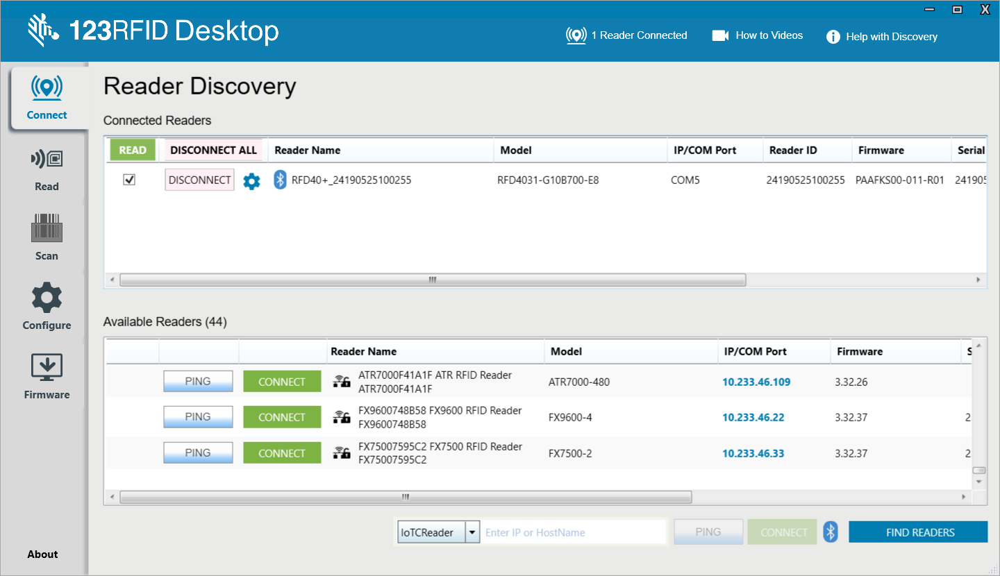 123RFID Desktop
1 Reader Connected
How to Videos
Help with Discovery
Connect
Read
Scan
Configure
Firmware
About
Reader Discovery
Connected Readers
READ DISCONNECT ALL Reader Name Model IP/COM Port Reader ID Firmware Serial
DISCONNECT RFD40+_24190525100255 RFD4031-G10B700-E8 COM5 24190525100255 PAAFKS00-011-R01 241905
Available Readers (44)
Reader Name Model IP/COM Port Firmware S
PING CONNECT ATR7000F41A1F ATR RFID Reader ATR7000-480 10.233.46.109 3.32.26
ATR7000F41A1F
PING CONNECT FX9600748B58 FX9600 RFID Reader FX9600-4 10.233.46.22 3.32.37 2
FX9600748B58
PING CONNECT FX75007595C2 FX7500 RFID Reader FX7500-2 10.233.46.33 3.32.37 2
FX75007595C2
IoTCReader Enter IP or HostName PING CONNECT FIND READERS